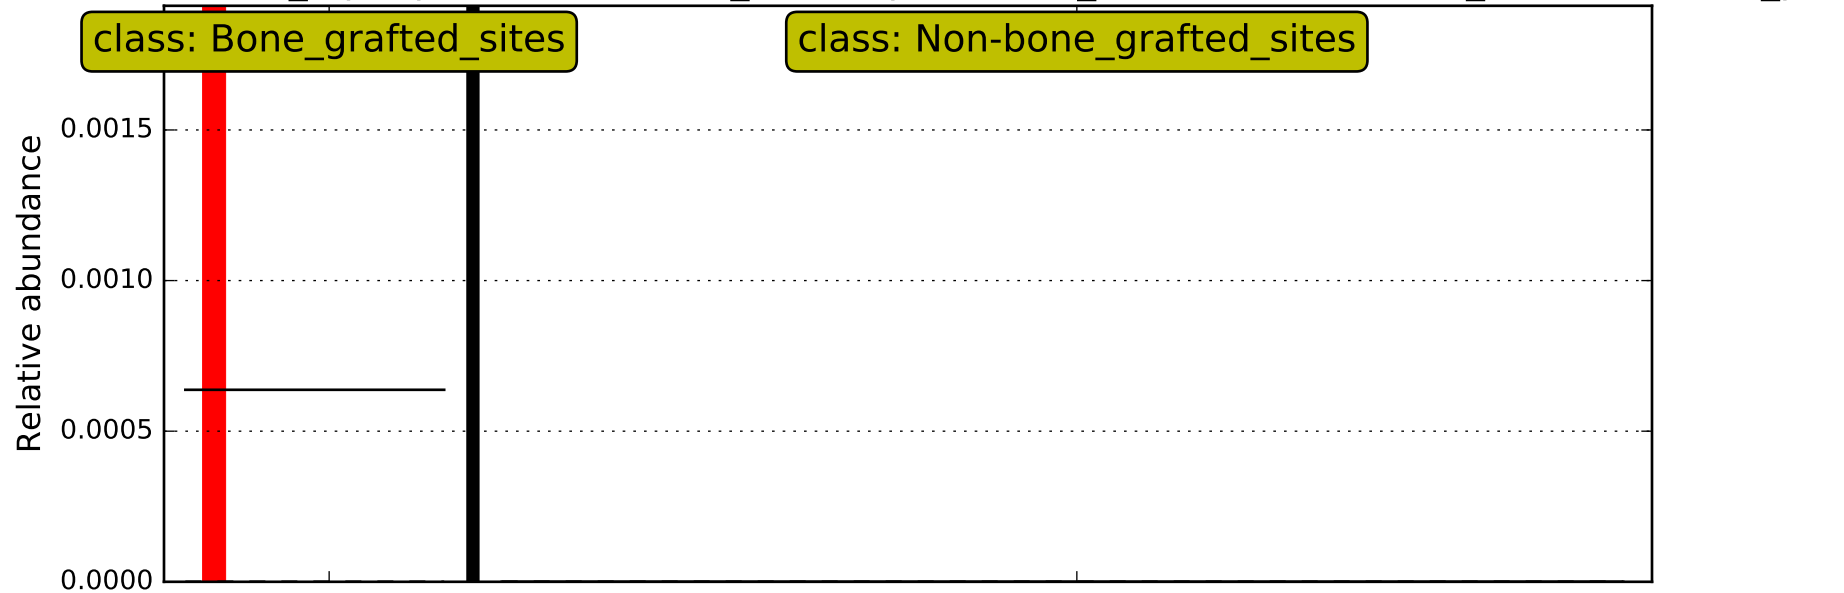 class: Bone_grafted_sites
class: Non-bone_grafted_sites
Relative abundance
0.0015
0.0010
0.0005
0.0000